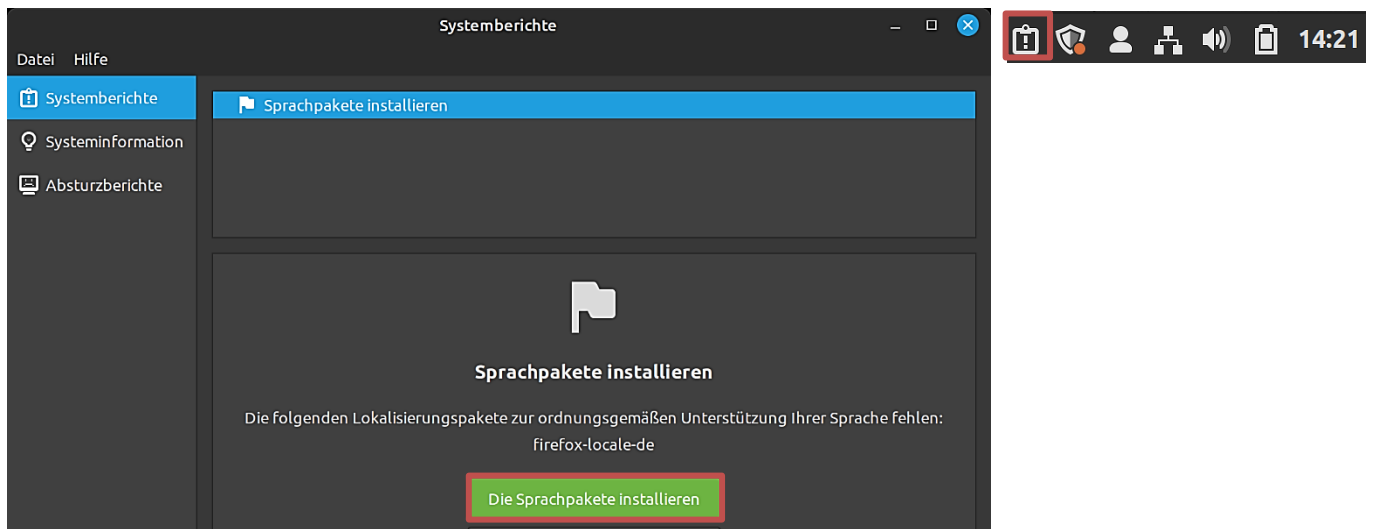 Systemberichte
14:21
Datei Hilfe
Systemberichte
Systeminformation
Absturzberichte
Sprachpakete installieren
Sprachpakete installieren
Die folgenden Lokalisierungspakete zur ordnungsgemäßen Unterstützung Ihrer Sprache fehlen:
firefox-locale-de
Die Sprachpakete installieren